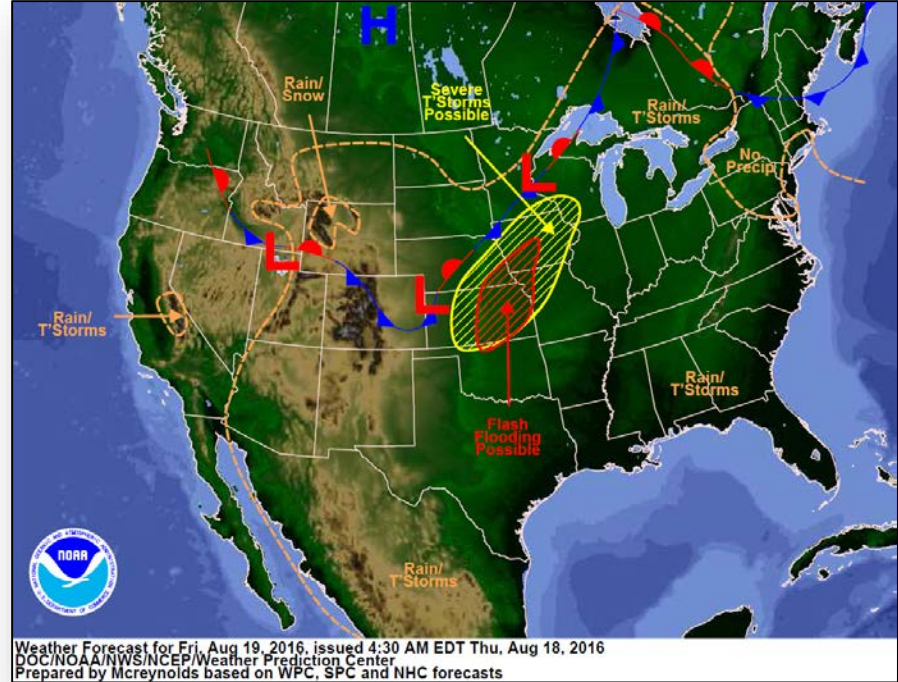 H
Rain/
Snow
Severe
T'Storms
Possible
Rain/
T'Storms
No
Precip
L
L
L
Rain/
T'Storms
Rain/
T'Storms
Flash
Flooding
Possible
Rain/
T'Storms
NOAA
Weather Forecast for Fri, Aug 19, 2016, issued 4:30 AM EDT Thu, Aug 18, 2016
DOC/NOAA/NWS/NCEP/Weather Prediction Center
Prepared by Mcreynolds based on WPC, SPC and NHC forecasts